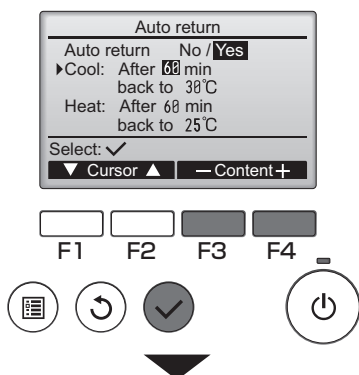 Auto return
Auto return No / Yes
▶Cool: After 60 min
back to 30℃
Heat: After 60 min
back to 25℃
Select: ✓
▼ Cursor ▲ — Content +
F1 F2 F3 F4